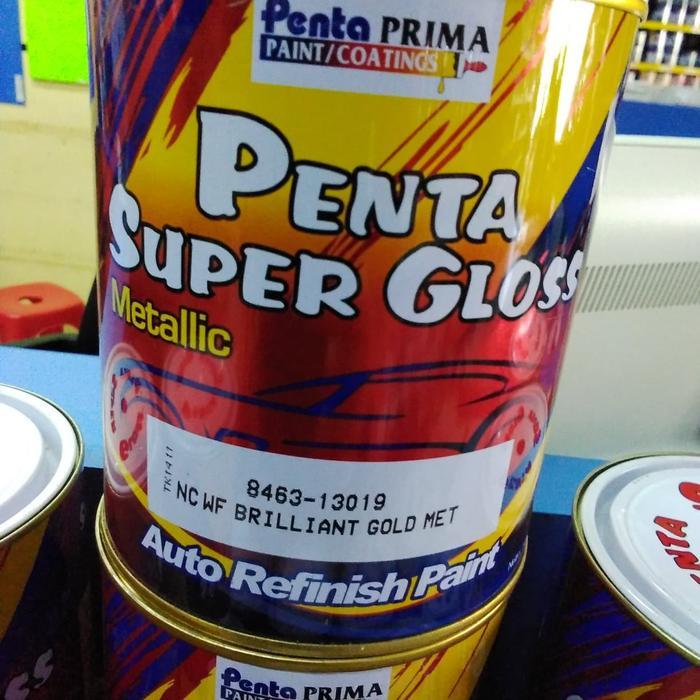 Penta PRIMA
PAINT/COATINGS
PENTA
SUPER GLOSS
Metallic
TK1411
8463-13019
NC WF BRILLIANT GOLD MET
Auto Refinish Paint
Penta PRIMA